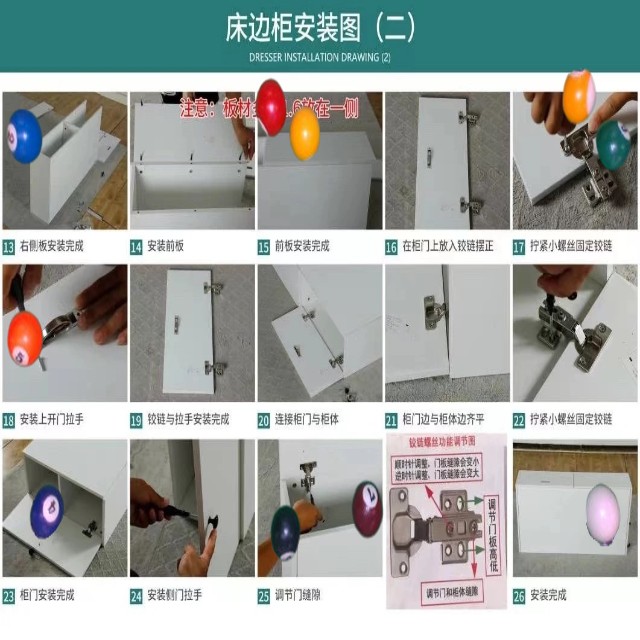 床边柜安装图（二）
DRESSER INSTALLATION DRAWING (2)
注意：板材
放在一侧
13 右侧板安装完成
14 安装前板
15 前板安装完成
16 在柜门上放入铰链摆正
17 拧紧小螺丝固定铰链
18 安装上开门拉手
19 铰链与拉手安装完成
20 连接柜门与柜体
21 柜门边与柜体边齐平
22 拧紧小螺丝固定铰链
铰链螺丝功能调节图
顺时针调整，门板缝隙会变小
逆时针调整，门板缝隙会变大
调节门板高低
调节门和柜体缝隙
23 柜门安装完成
24 安装侧门拉手
25 调节门缝隙
26 安装完成